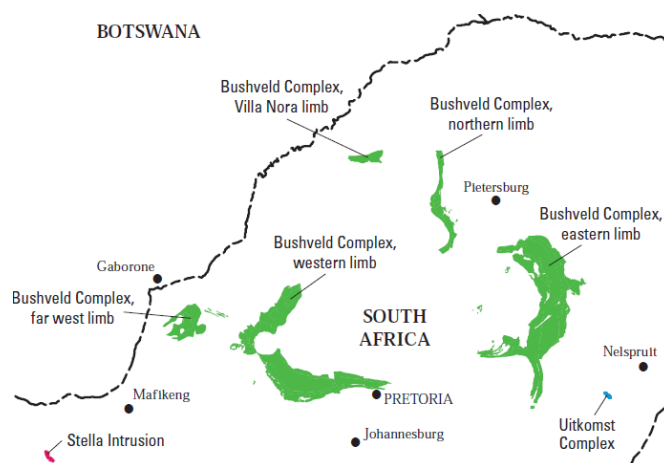 BOTSWANA
Bushveld Complex,
Villa Nora limb
Bushveld Complex,
northern limb
Pietersburg
Bushveld Complex,
eastern limb
Bushveld Complex,
western limb
Gaborone
Bushveld Complex,
far west limb
SOUTH
AFRICA
Nelspruit
Mafikeng
PRETORIA
Uitkomst
Complex
Johannesburg
Stella Intrusion